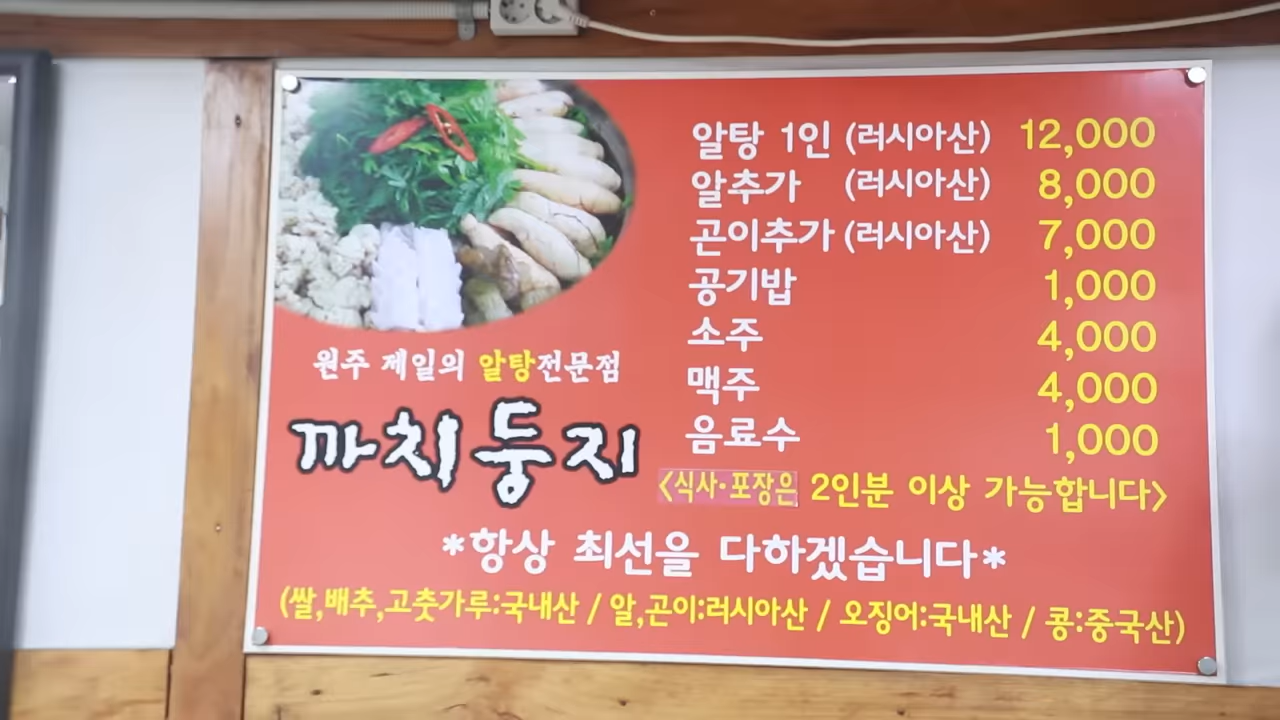 알탕 1인 (러시아산) 12,000
알추가 (러시아산) 8,000
곤이추가 (러시아산) 7,000
공기밥 1,000
소주 4,000
맥주 4,000
음료수 1,000
<식사·포장은 2인분 이상 가능합니다>
원주 제일의 알탕전문점
까치둥지
*항상 최선을 다하겠습니다*
(쌀,배추,고춧가루:국내산 / 알,곤이:러시아산 / 오징어:국내산 / 콩:중국산)